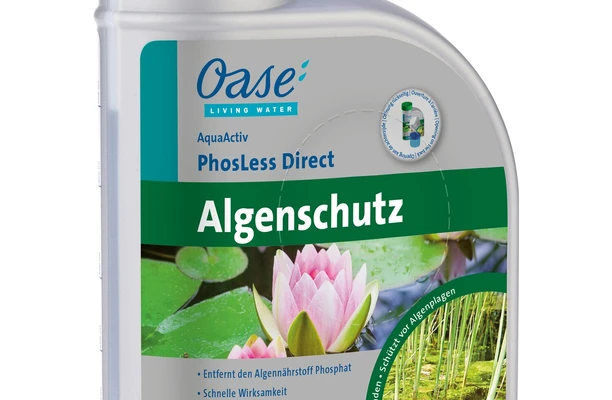 Oase
LIVING WATER
AquaActiv
PhosLess Direct
Algenschutz
Schützt vor Algenplagen
• Entfernt den Algennährstoff Phosphat
• Schnelle Wirksamkeit